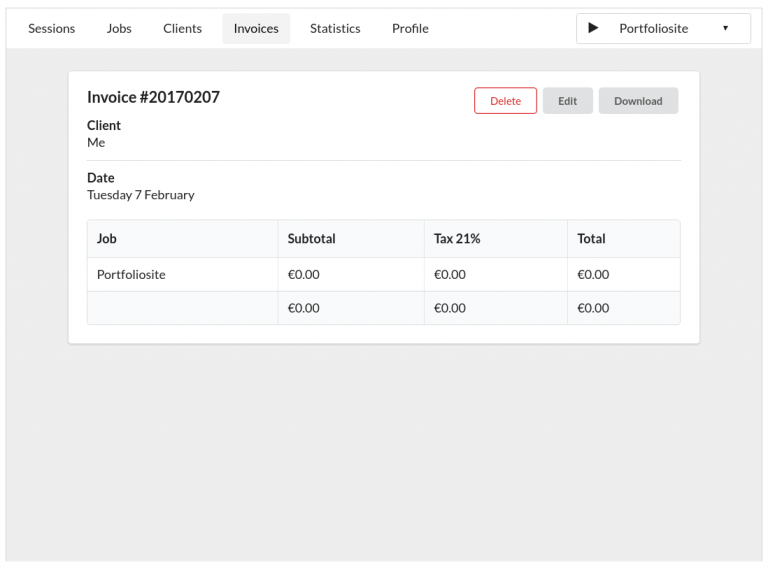 Sessions Jobs Clients Invoices Statistics Profile Portfoliosite
Invoice #20170207 Delete Edit Download
Client
Me
Date
Tuesday 7 February
Job Subtotal Tax 21% Total
Portfoliosite €0.00 €0.00 €0.00
€0.00 €0.00 €0.00